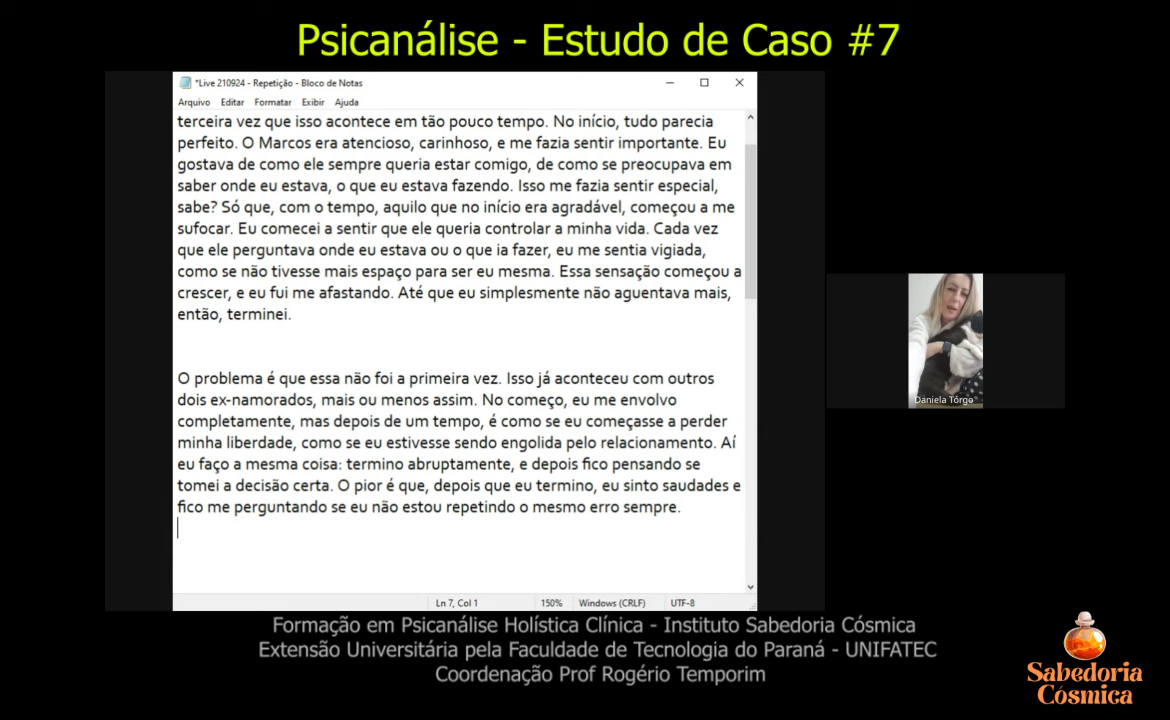 Psicanálise - Estudo de Caso #7
*Live 210924 - Repetição - Bloco de Notas
Arquivo Editar Formatar Exibir Ajuda
terceira vez que isso acontece em tão pouco tempo. No início, tudo parecia
perfeito. O Marcos era atencioso, carinhoso, e me fazia sentir importante. Eu
gostava de como ele sempre queria estar comigo, de como se preocupava em
saber onde eu estava, o que eu estava fazendo. Isso me fazia sentir especial,
sabe? Só que, com o tempo, aquilo que no início era agradável, começou a me
sufocar. Eu comecei a sentir que ele queria controlar a minha vida. Cada vez
que ele perguntava onde eu estava ou o que ia fazer, eu me sentia vigiada,
como se não tivesse mais espaço para ser eu mesma. Essa sensação começou a
crescer, e eu fui me afastando. Até que eu simplesmente não aguentava mais,
então, terminei.
O problema é que essa não foi a primeira vez. Isso já aconteceu com outros
dois ex-namorados, mais ou menos assim. No começo, eu me envolvo
completamente, mas depois de um tempo, é como se eu começasse a perder
minha liberdade, como se eu estivesse sendo engolida pelo relacionamento. Aí
eu faço a mesma coisa: termino abruptamente, e depois fico pensando se
tomei a decisão certa. O pior é que, depois que eu termino, eu sinto saudades e
fico me perguntando se eu não estou repetindo o mesmo erro sempre.
Ln 7, Col 1 150% Windows (CRLF) UTF-8
Daniela Tórgo
Formação em Psicanálise Holística Clínica - Instituto Sabedoria Cósmica
Extensão Universitária pela Faculdade de Tecnologia do Paraná - UNIFATEC
Coordenação Prof Rogério Temporim
Sabedoria
Cósmica